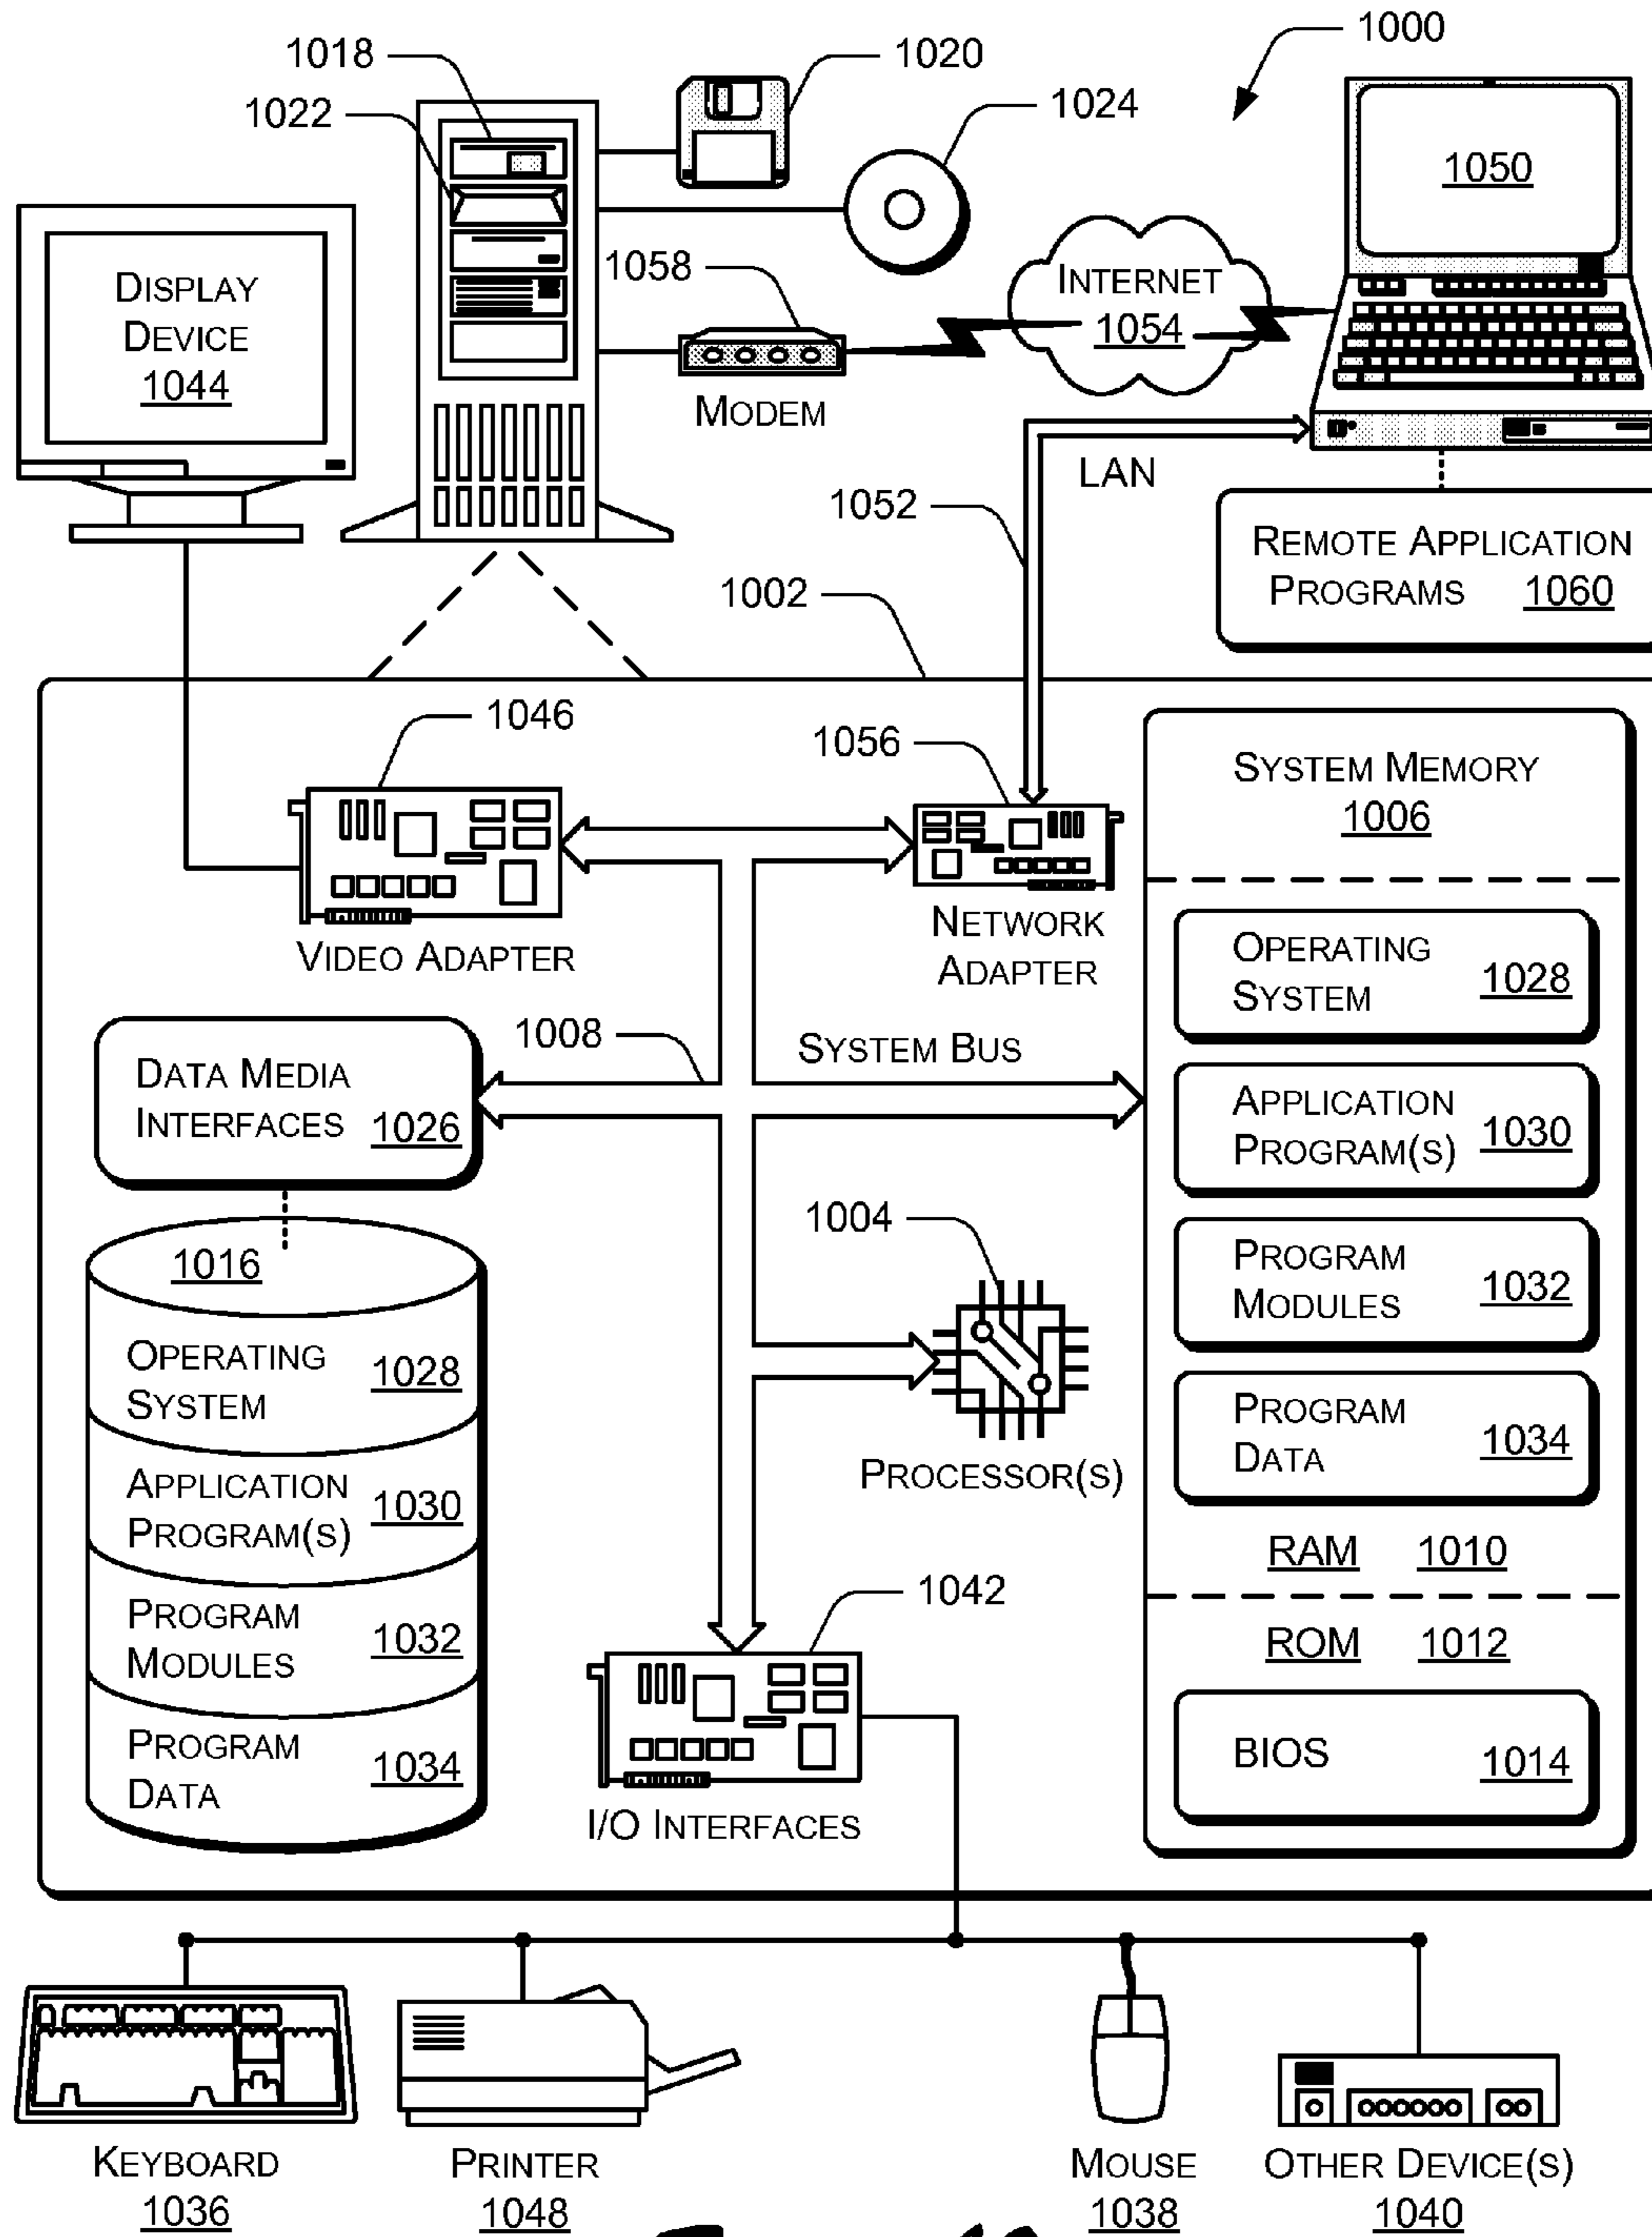 1000
1018
1020
1022
1024
1050
DISPLAY
DEVICE
1044
1058
INTERNET
1054
MODEM
LAN
1052
REMOTE APPLICATION
PROGRAMS 1060
1002
1046
1056
SYSTEM MEMORY
1006
VIDEO ADAPTER
NETWORK
ADAPTER
OPERATING
SYSTEM 1028
1008
SYSTEM BUS
DATA MEDIA
INTERFACES 1026
APPLICATION
PROGRAM(S) 1030
1004
PROGRAM
MODULES 1032
1016
OPERATING
SYSTEM 1028
PROGRAM
DATA 1034
PROCESSOR(S)
APPLICATION
PROGRAM(S) 1030
RAM 1010
1042
PROGRAM
MODULES 1032
ROM 1012
PROGRAM
DATA 1034
BIOS 1014
I/O INTERFACES
KEYBOARD
1036
PRINTER
1048
MOUSE
1038
OTHER DEVICE(S)
1040